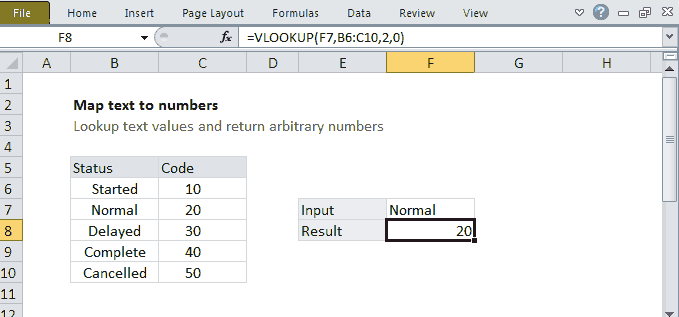 File Home Insert Page Layout Formulas Data Review View
F8 fx =VLOOKUP(F7,B6:C10,2,0)
A B C D E F G H
1
2 Map text to numbers
3 Lookup text values and return arbitrary numbers
4
5 Status Code
6 Started 10
7 Normal 20 Input Normal
8 Delayed 30 Result 20
9 Complete 40
10 Cancelled 50
11
12